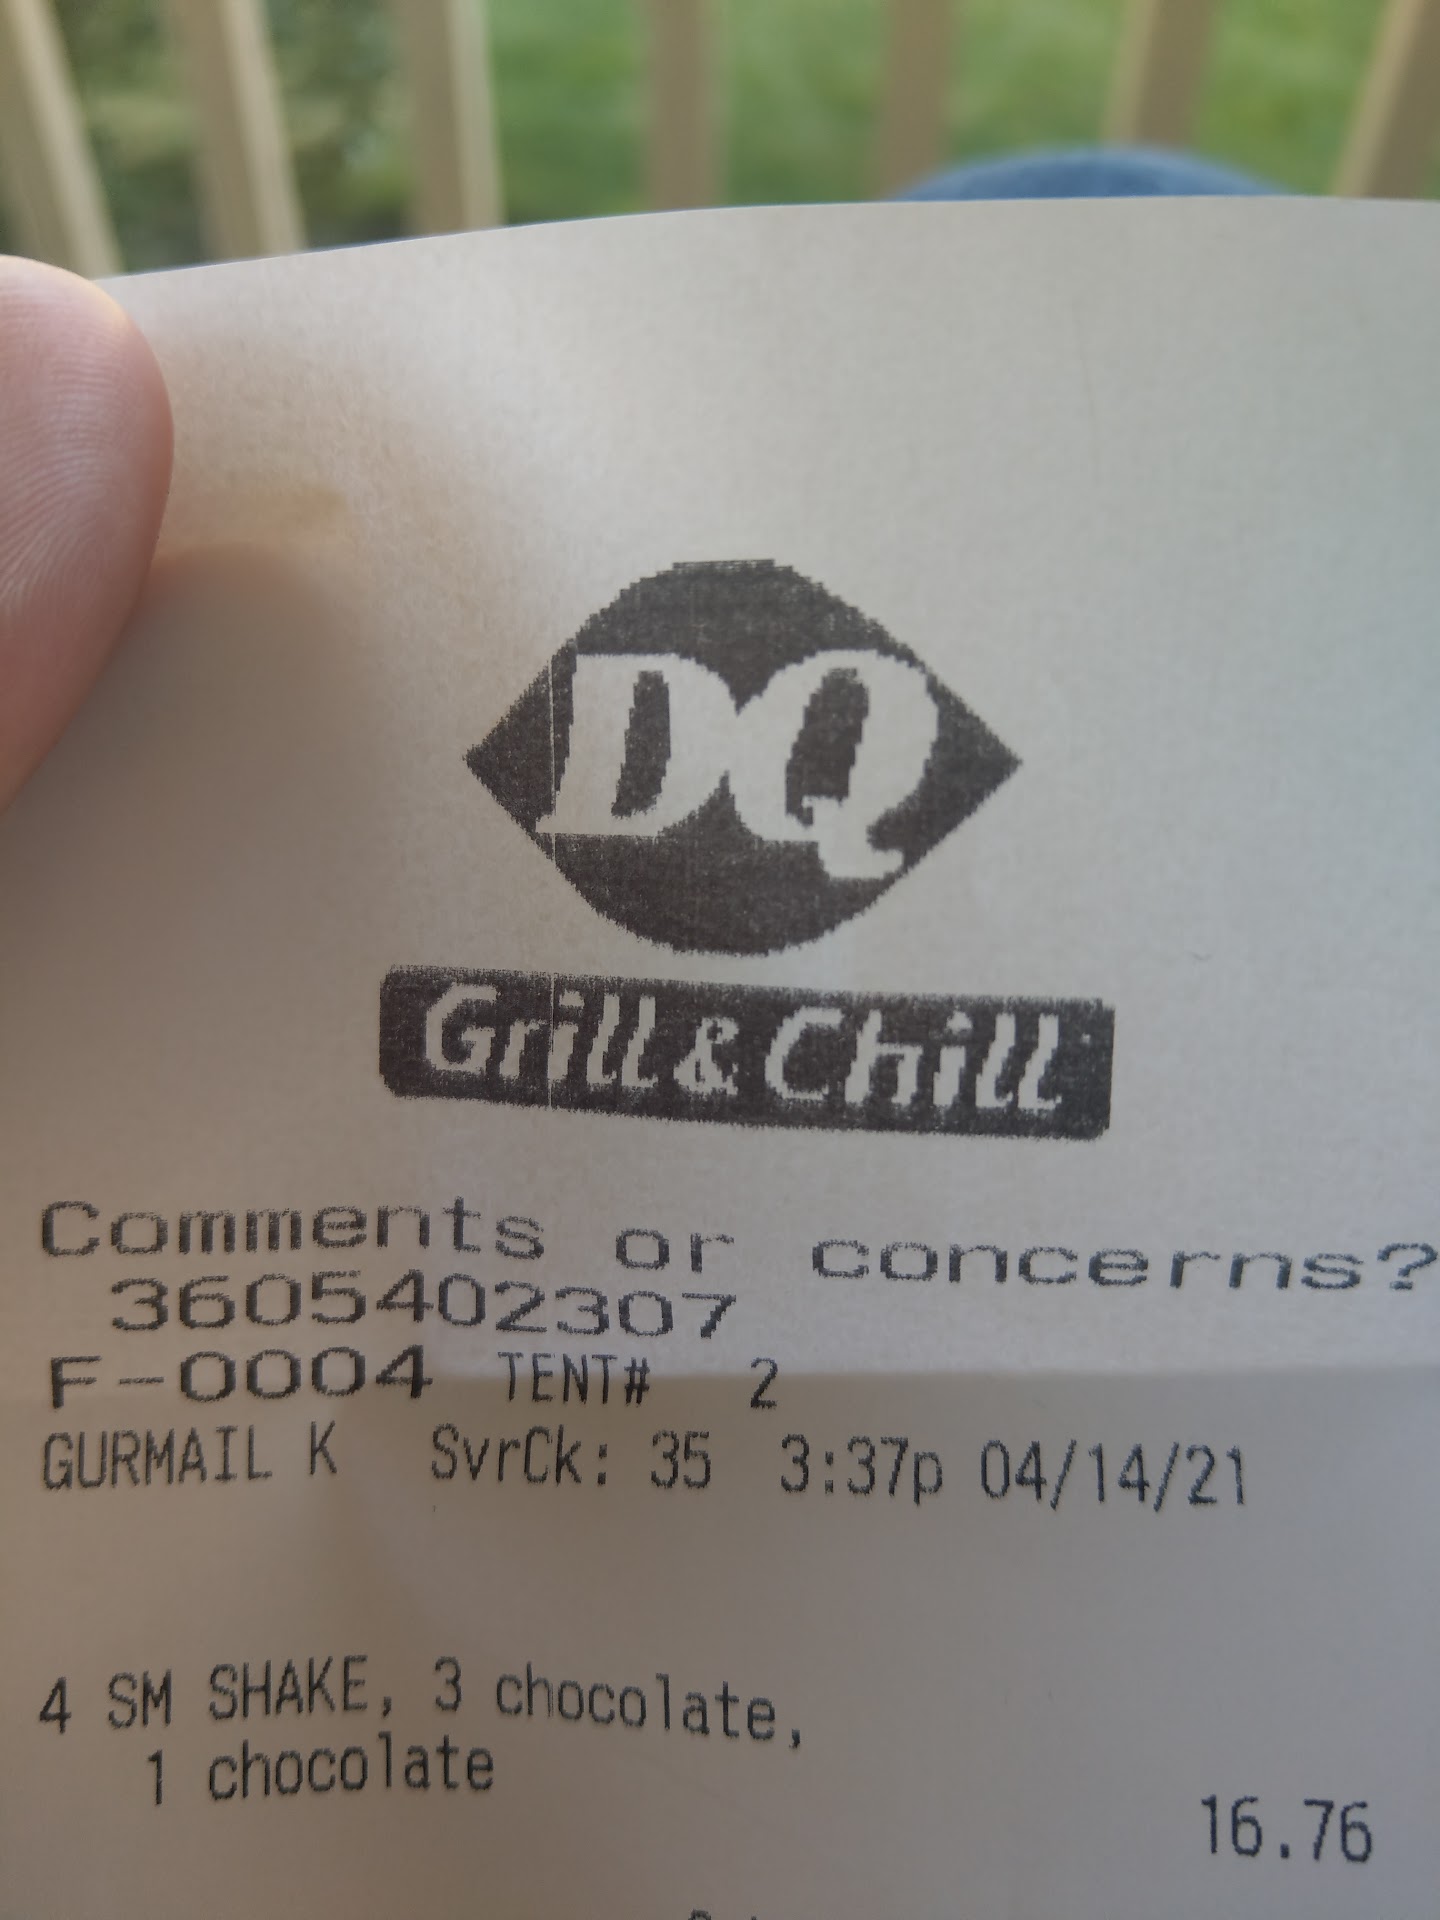 DQ
Grill & Chill
Comments or concerns?
3605402307
F-0004 TENT# 2
GURMAIL K SvrCk: 35 3:37p 04/14/21
4 SM SHAKE, 3 chocolate,
1 chocolate
16.76